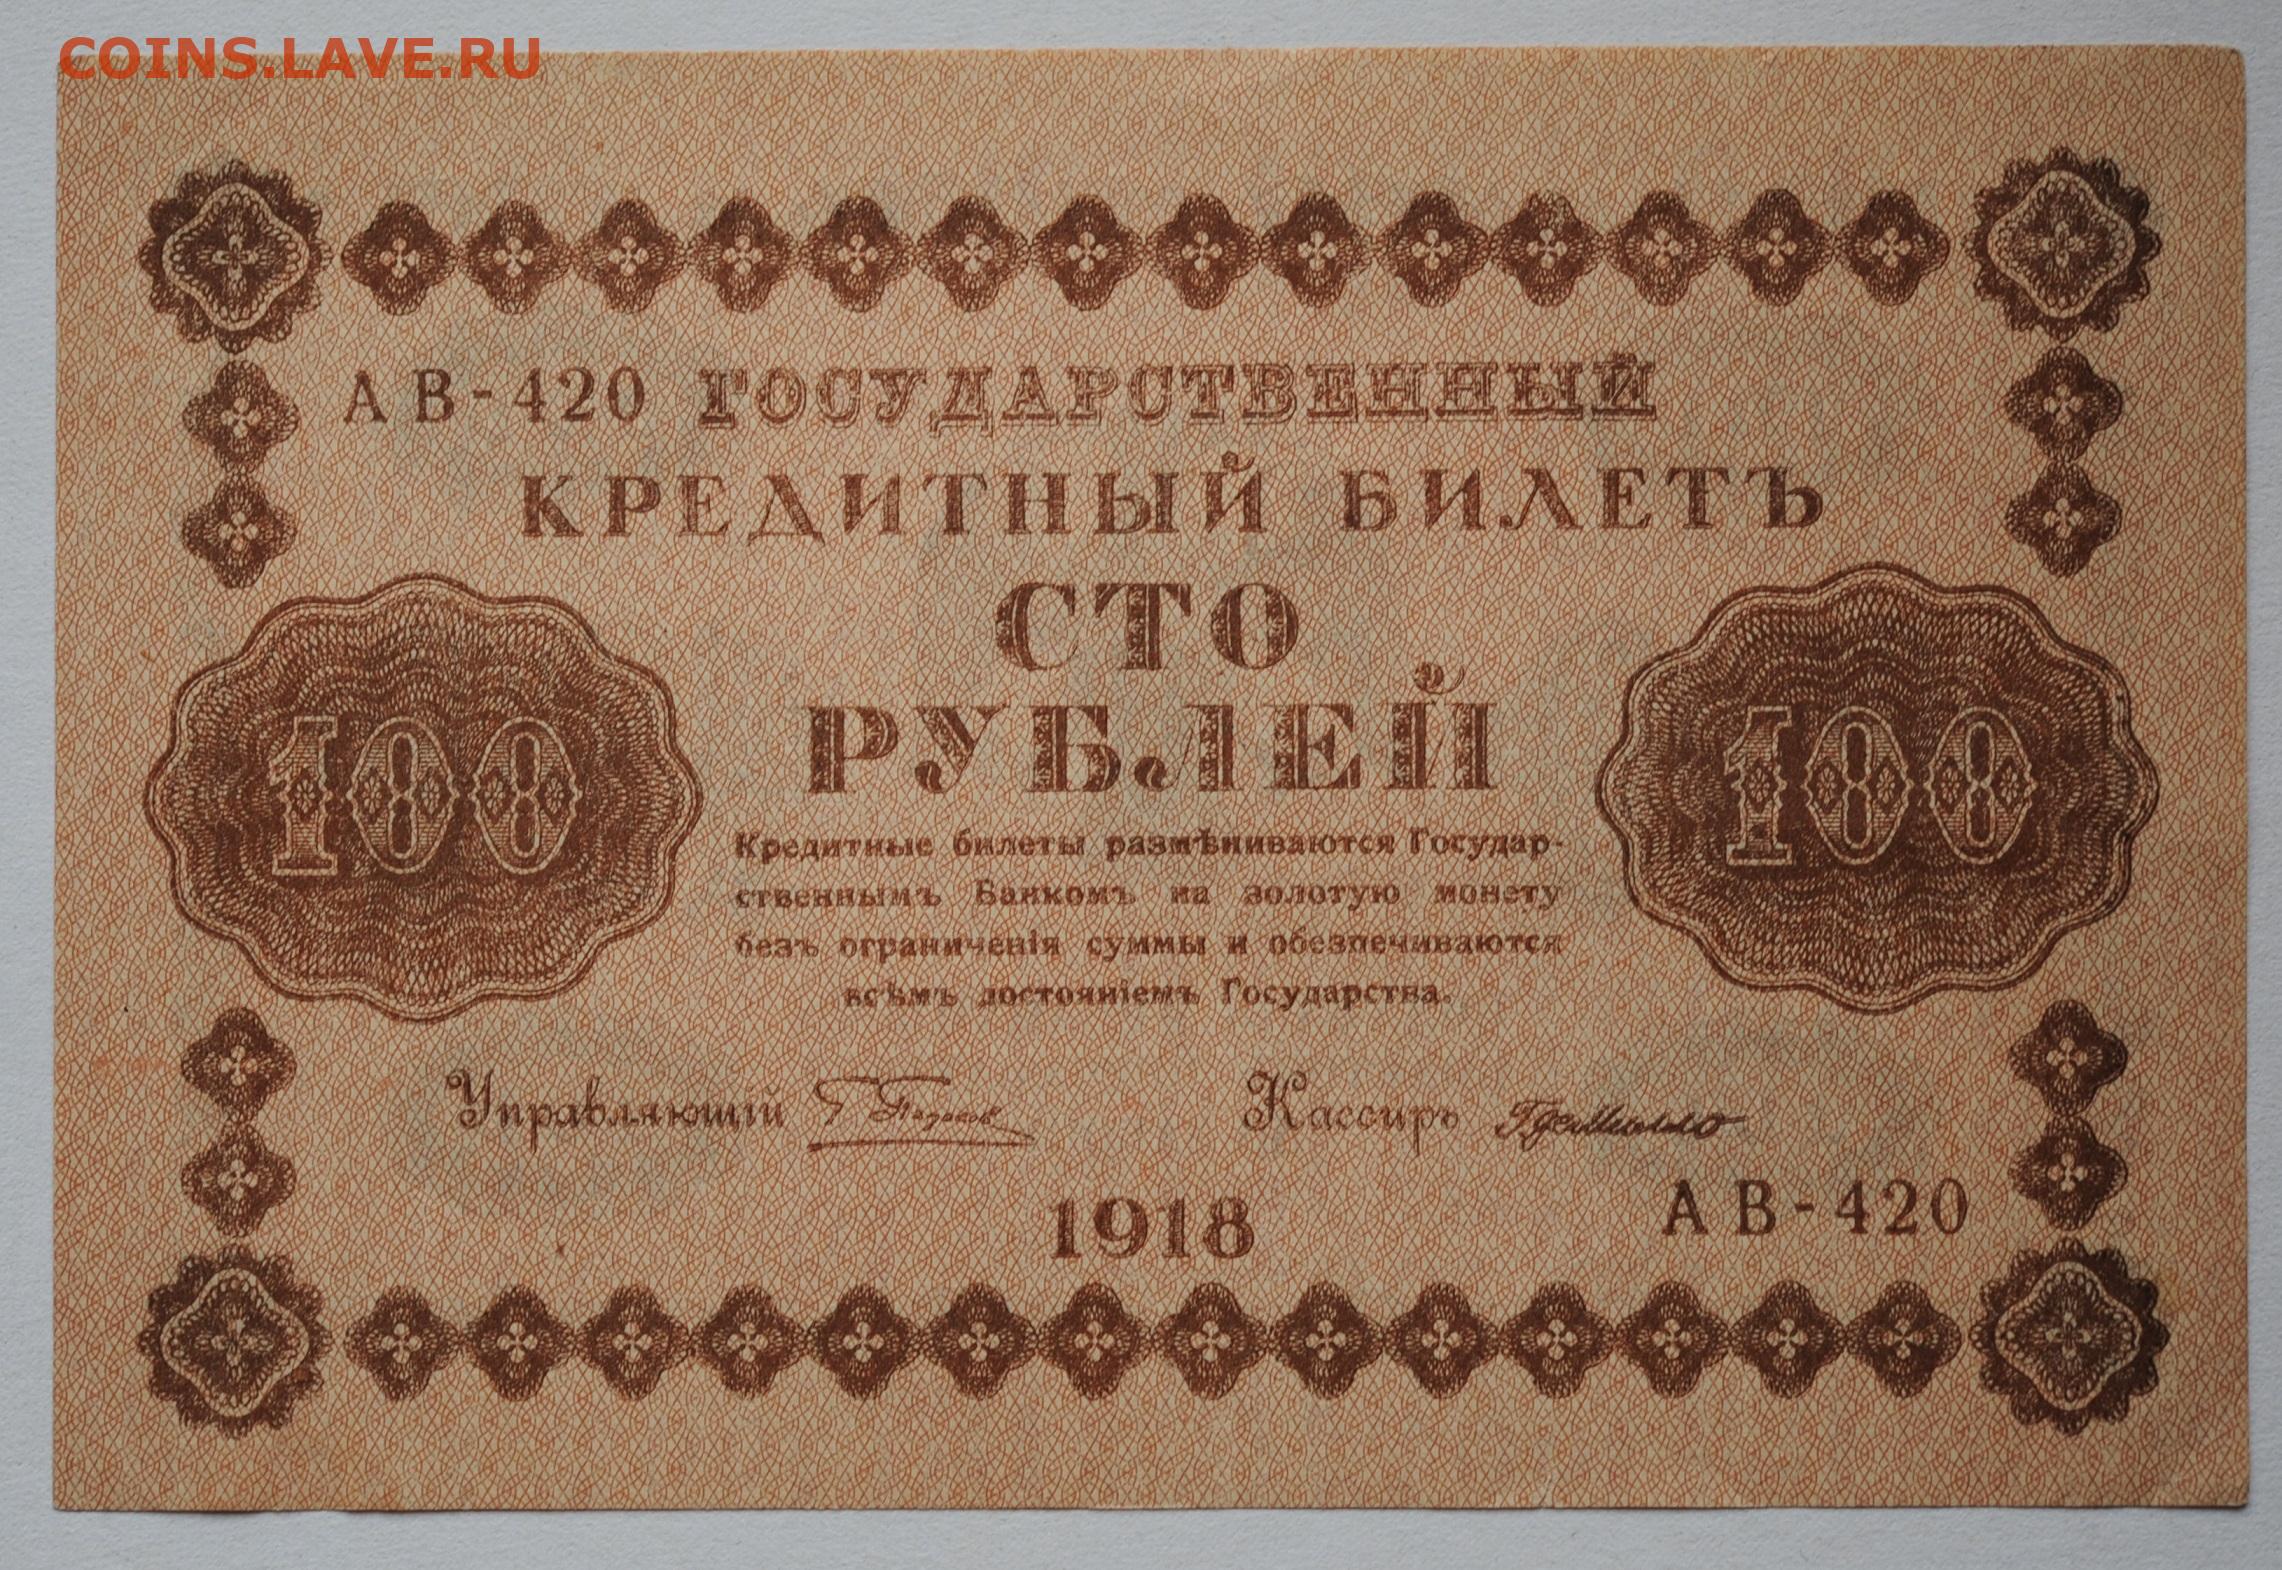 COINS.LAVE.RU
АВ-420 ГОСУДАРСТВЕННЫЙ
КРЕДИТНЫЙ БИЛЕТЪ
СТО
РУБЛЕЙ
100
100
Кредитные билеты размѣниваются Государ-
ственнымъ Банкомъ на золотую монету
безъ ограниченія суммы и обезпечиваются
всѣмъ достояніемъ Государства.
Управляющій
Кассиръ
1918
АВ-420